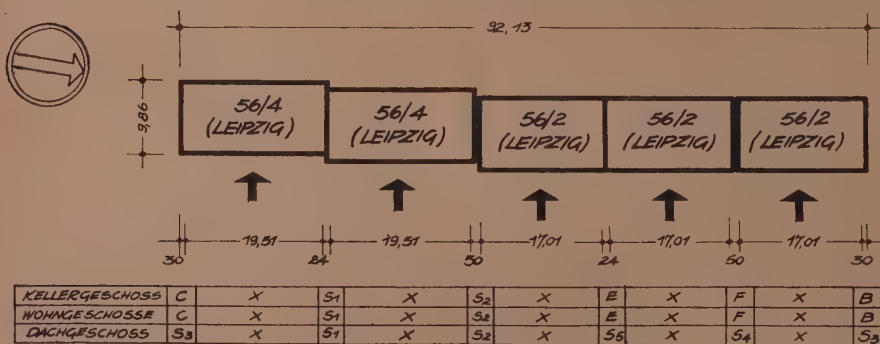 92,13
9,86
56/4 56/4 56/2 56/2 56/2
(LEIPZIG) (LEIPZIG) (LEIPZIG) (LEIPZIG) (LEIPZIG)
19,51 19,51 17,01 17,01 17,01
30 24 50 24 50 30
KELLERGESCHOSS C X S1 X S2 X E X F X B
WOHNGESCHOSSE C X S1 X S2 X E X F X B
DACHGESCHOSS S3 X S1 X S2 X S5 X S4 X S3